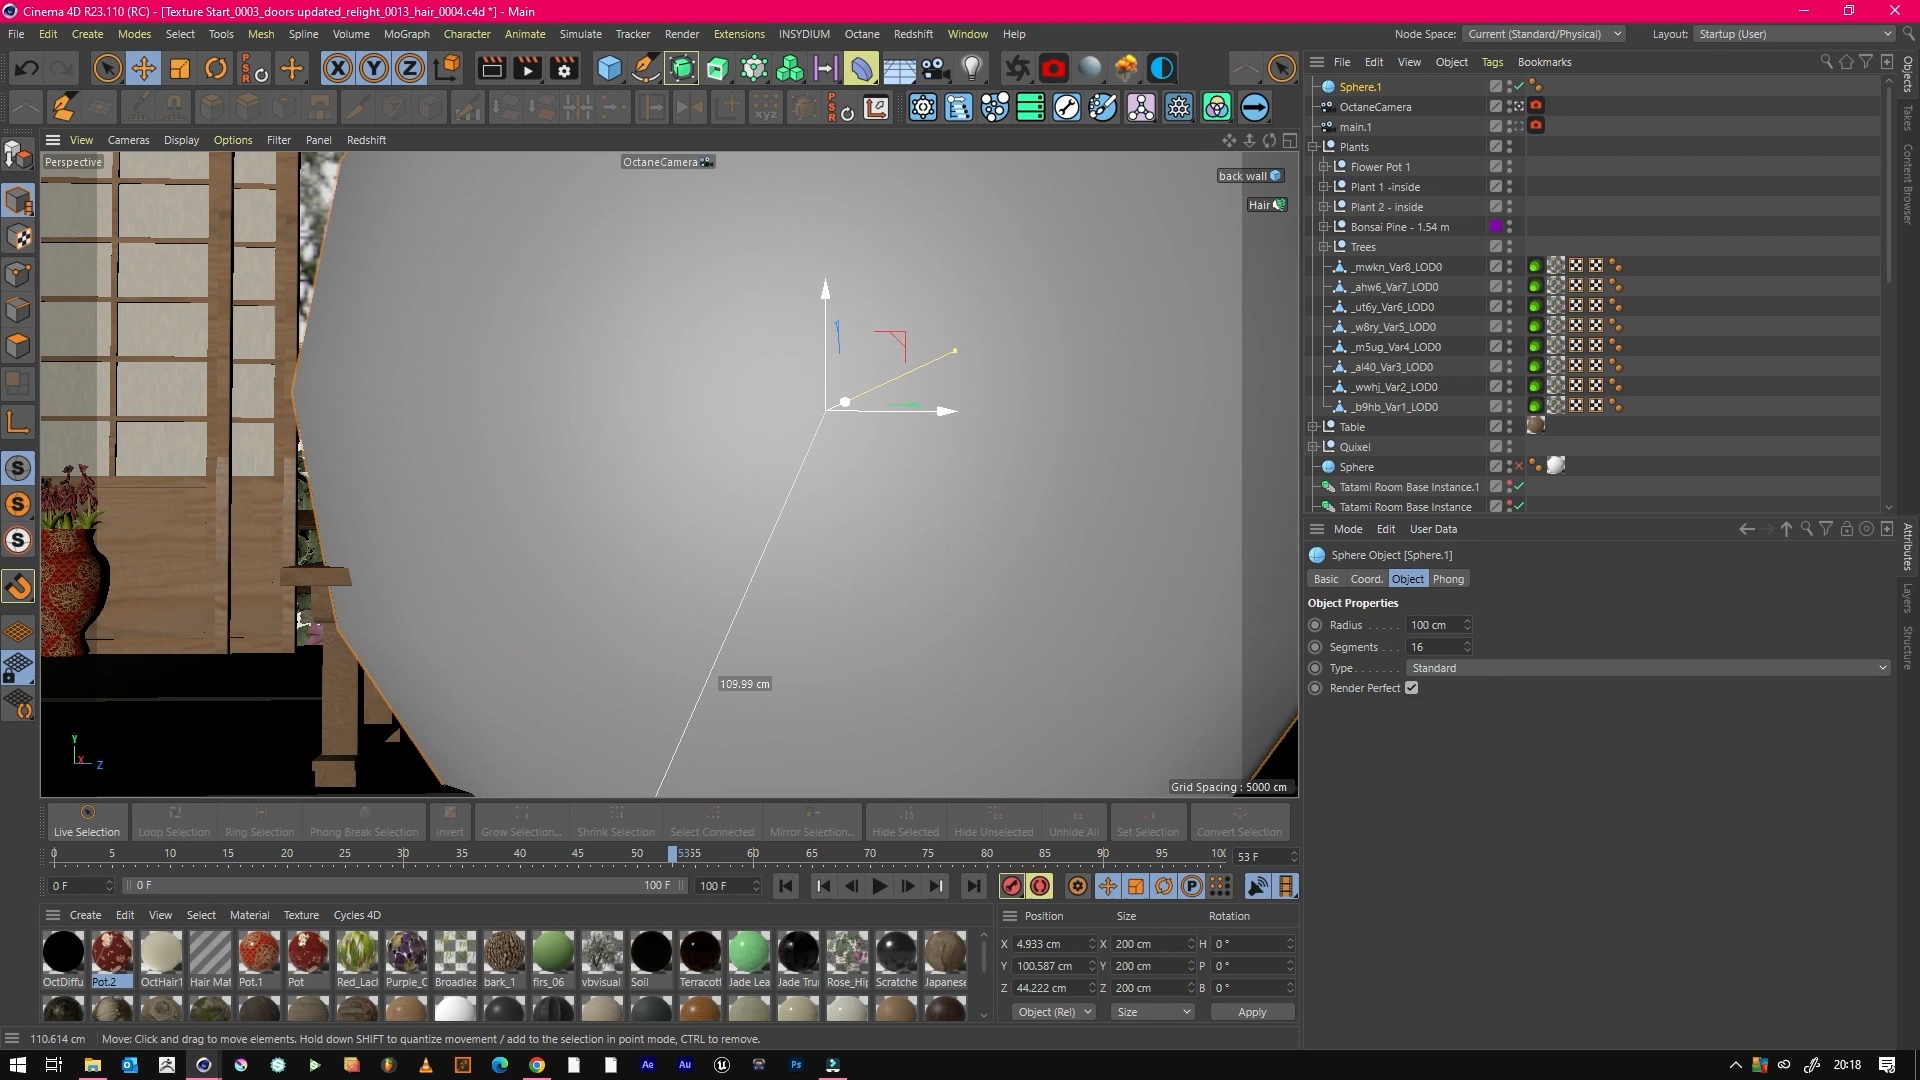 Cinema 4D R23.110 (RC) - [Texture Start_0003_doors updated_relight_0013_hair_0004.c4d *] - Main
File Edit Create Modes Select Tools Mesh Spline Volume MoGraph Character Animate Simulate Tracker Render Extensions INSYDIUM Octane Redshift Window Help
Node Space: Current (Standard/Physical) Layout: Startup (User)
View Cameras Display Options Filter Panel Redshift
Perspective
OctaneCamera
back wall
Hair
109.99 cm
Grid Spacing : 5000 cm
Y
X
Z
File Edit View Object Tags Bookmarks
Sphere.1
OctaneCamera
main.1
Plants
Flower Pot 1
Plant 1 -inside
Plant 2 - inside
Bonsai Pine - 1.54 m
Trees
_mwkn_Var8_LOD0
_ahw6_Var7_LOD0
_ut6y_Var6_LOD0
_w8ry_Var5_LOD0
_m5ug_Var4_LOD0
_al40_Var3_LOD0
_wwhj_Var2_LOD0
_b9hb_Var1_LOD0
Table
Quixel
Sphere
Tatami Room Base Instance.1
Tatami Room Base Instance
Objects
Takes
Content Browser
Mode Edit User Data
Sphere Object [Sphere.1]
Basic Coord. Object Phong
Object Properties
Radius . . . . 100 cm
Segments . . . 16
Type . . . . . . . Standard
Render Perfect
Attributes
Layers
Structure
Live Selection Loop Selection Ring Selection Phong Break Selection Invert Grow Selection... Shrink Selection Select Connected Mirror Selection... Hide Selected Hide Unselected Unhide All Set Selection Convert Selection
0 5 10 15 20 25 30 35 40 45 50 5355 60 65 70 75 80 85 90 95 53 F
0 F 0 F 100 F 100 F
Create Edit View Select Material Texture Cycles 4D
OctDiffu Pot.2 OctHair1 Hair Mat Pot.1 Pot Red_Lacl Purple_C Broadlea bark_1 firs_06 vbvisual Soil Terracott Jade Lea Jade Tru Rose_Hip Scratche Japanese
Position Size Rotation
X 4.933 cm X 200 cm H 0 °
Y 100.587 cm Y 200 cm P 0 °
Z 44.222 cm Z 200 cm B 0 °
Object (Rel) Size Apply
110.614 cm Move: Click and drag to move elements. Hold down SHIFT to quantize movement / add to the selection in point mode, CTRL to remove.
Ae Au Ps 20:18